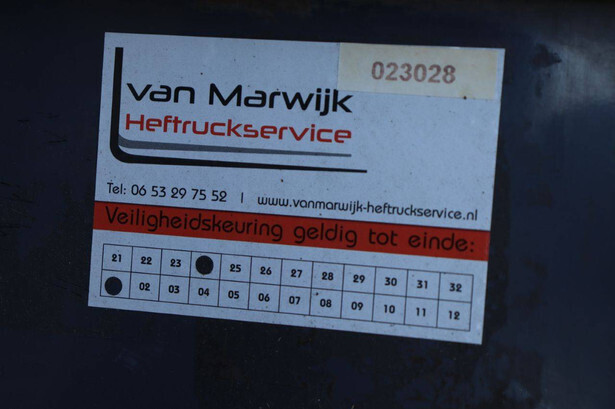 023028
van Marwijk
Heftruckservice
Tel: 06 53 29 75 52 | www.vanmarwijk-heftruckservice.nl
Veiligheidskeuring geldig tot einde:
21 22 23 25 26 27 28 29 30 31 32
02 03 04 05 06 07 08 09 10 11 12